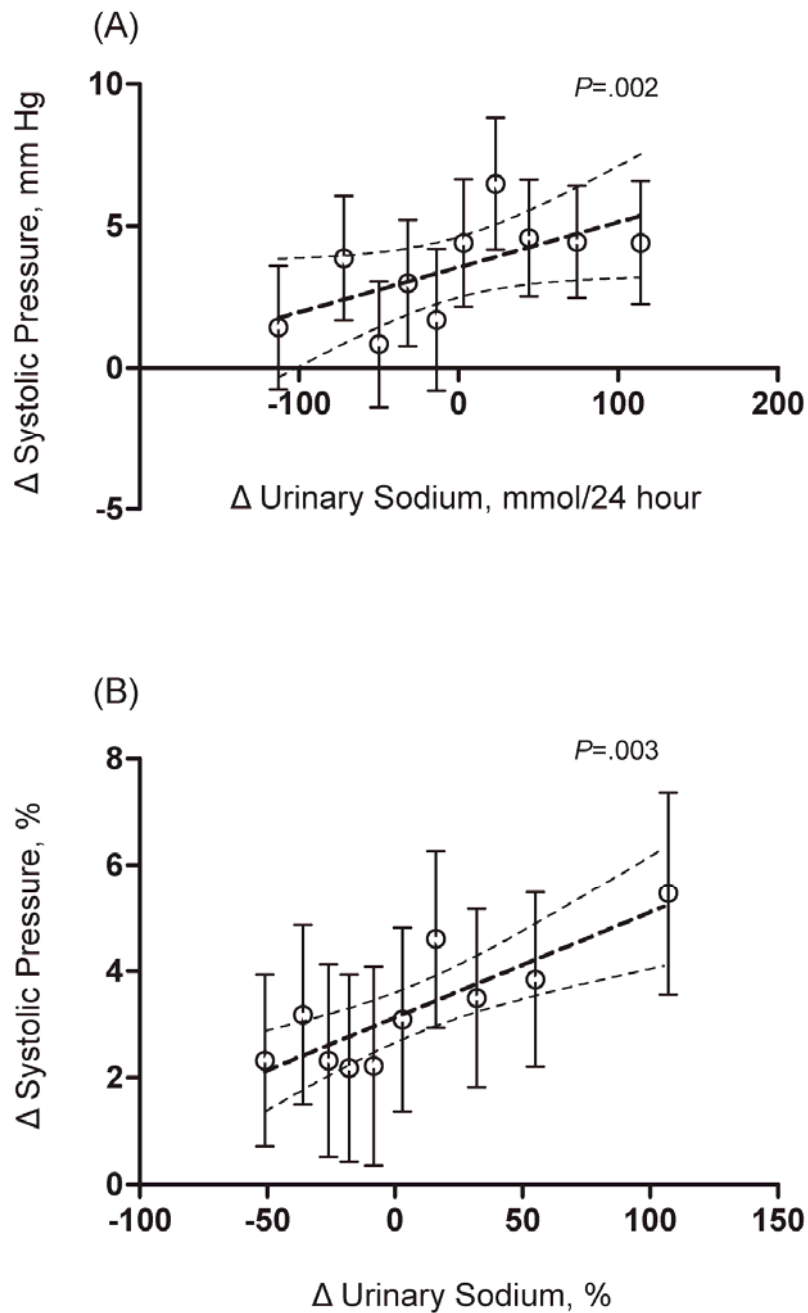 (A)
10
P=.002
Δ Systolic Pressure, mm Hg
5
0
-100
0
100
200
-5
Δ Urinary Sodium, mmol/24 hour
(B)
8
P=.003
Δ Systolic Pressure, %
6
4
2
0
-100
-50
0
50
100
150
Δ Urinary Sodium, %